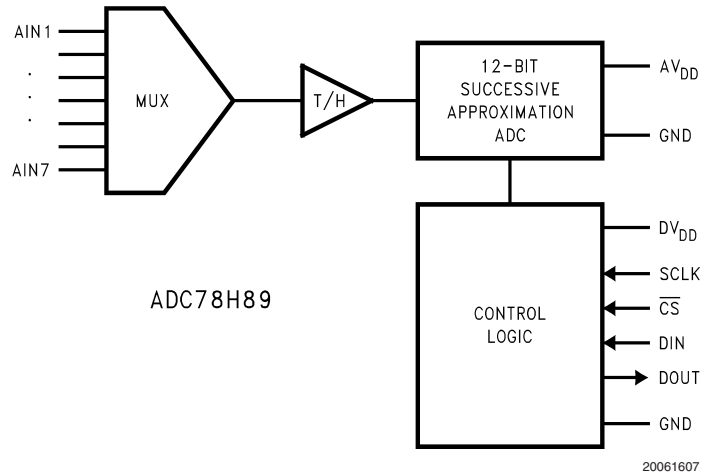 AIN1
.
.
.
AIN7
MUX
T/H
12-BIT
SUCCESSIVE
APPROXIMATION
ADC
AVDD
GND
ADC78H89
CONTROL
LOGIC
DVDD
SCLK
C̅S̅
DIN
DOUT
GND
20061607